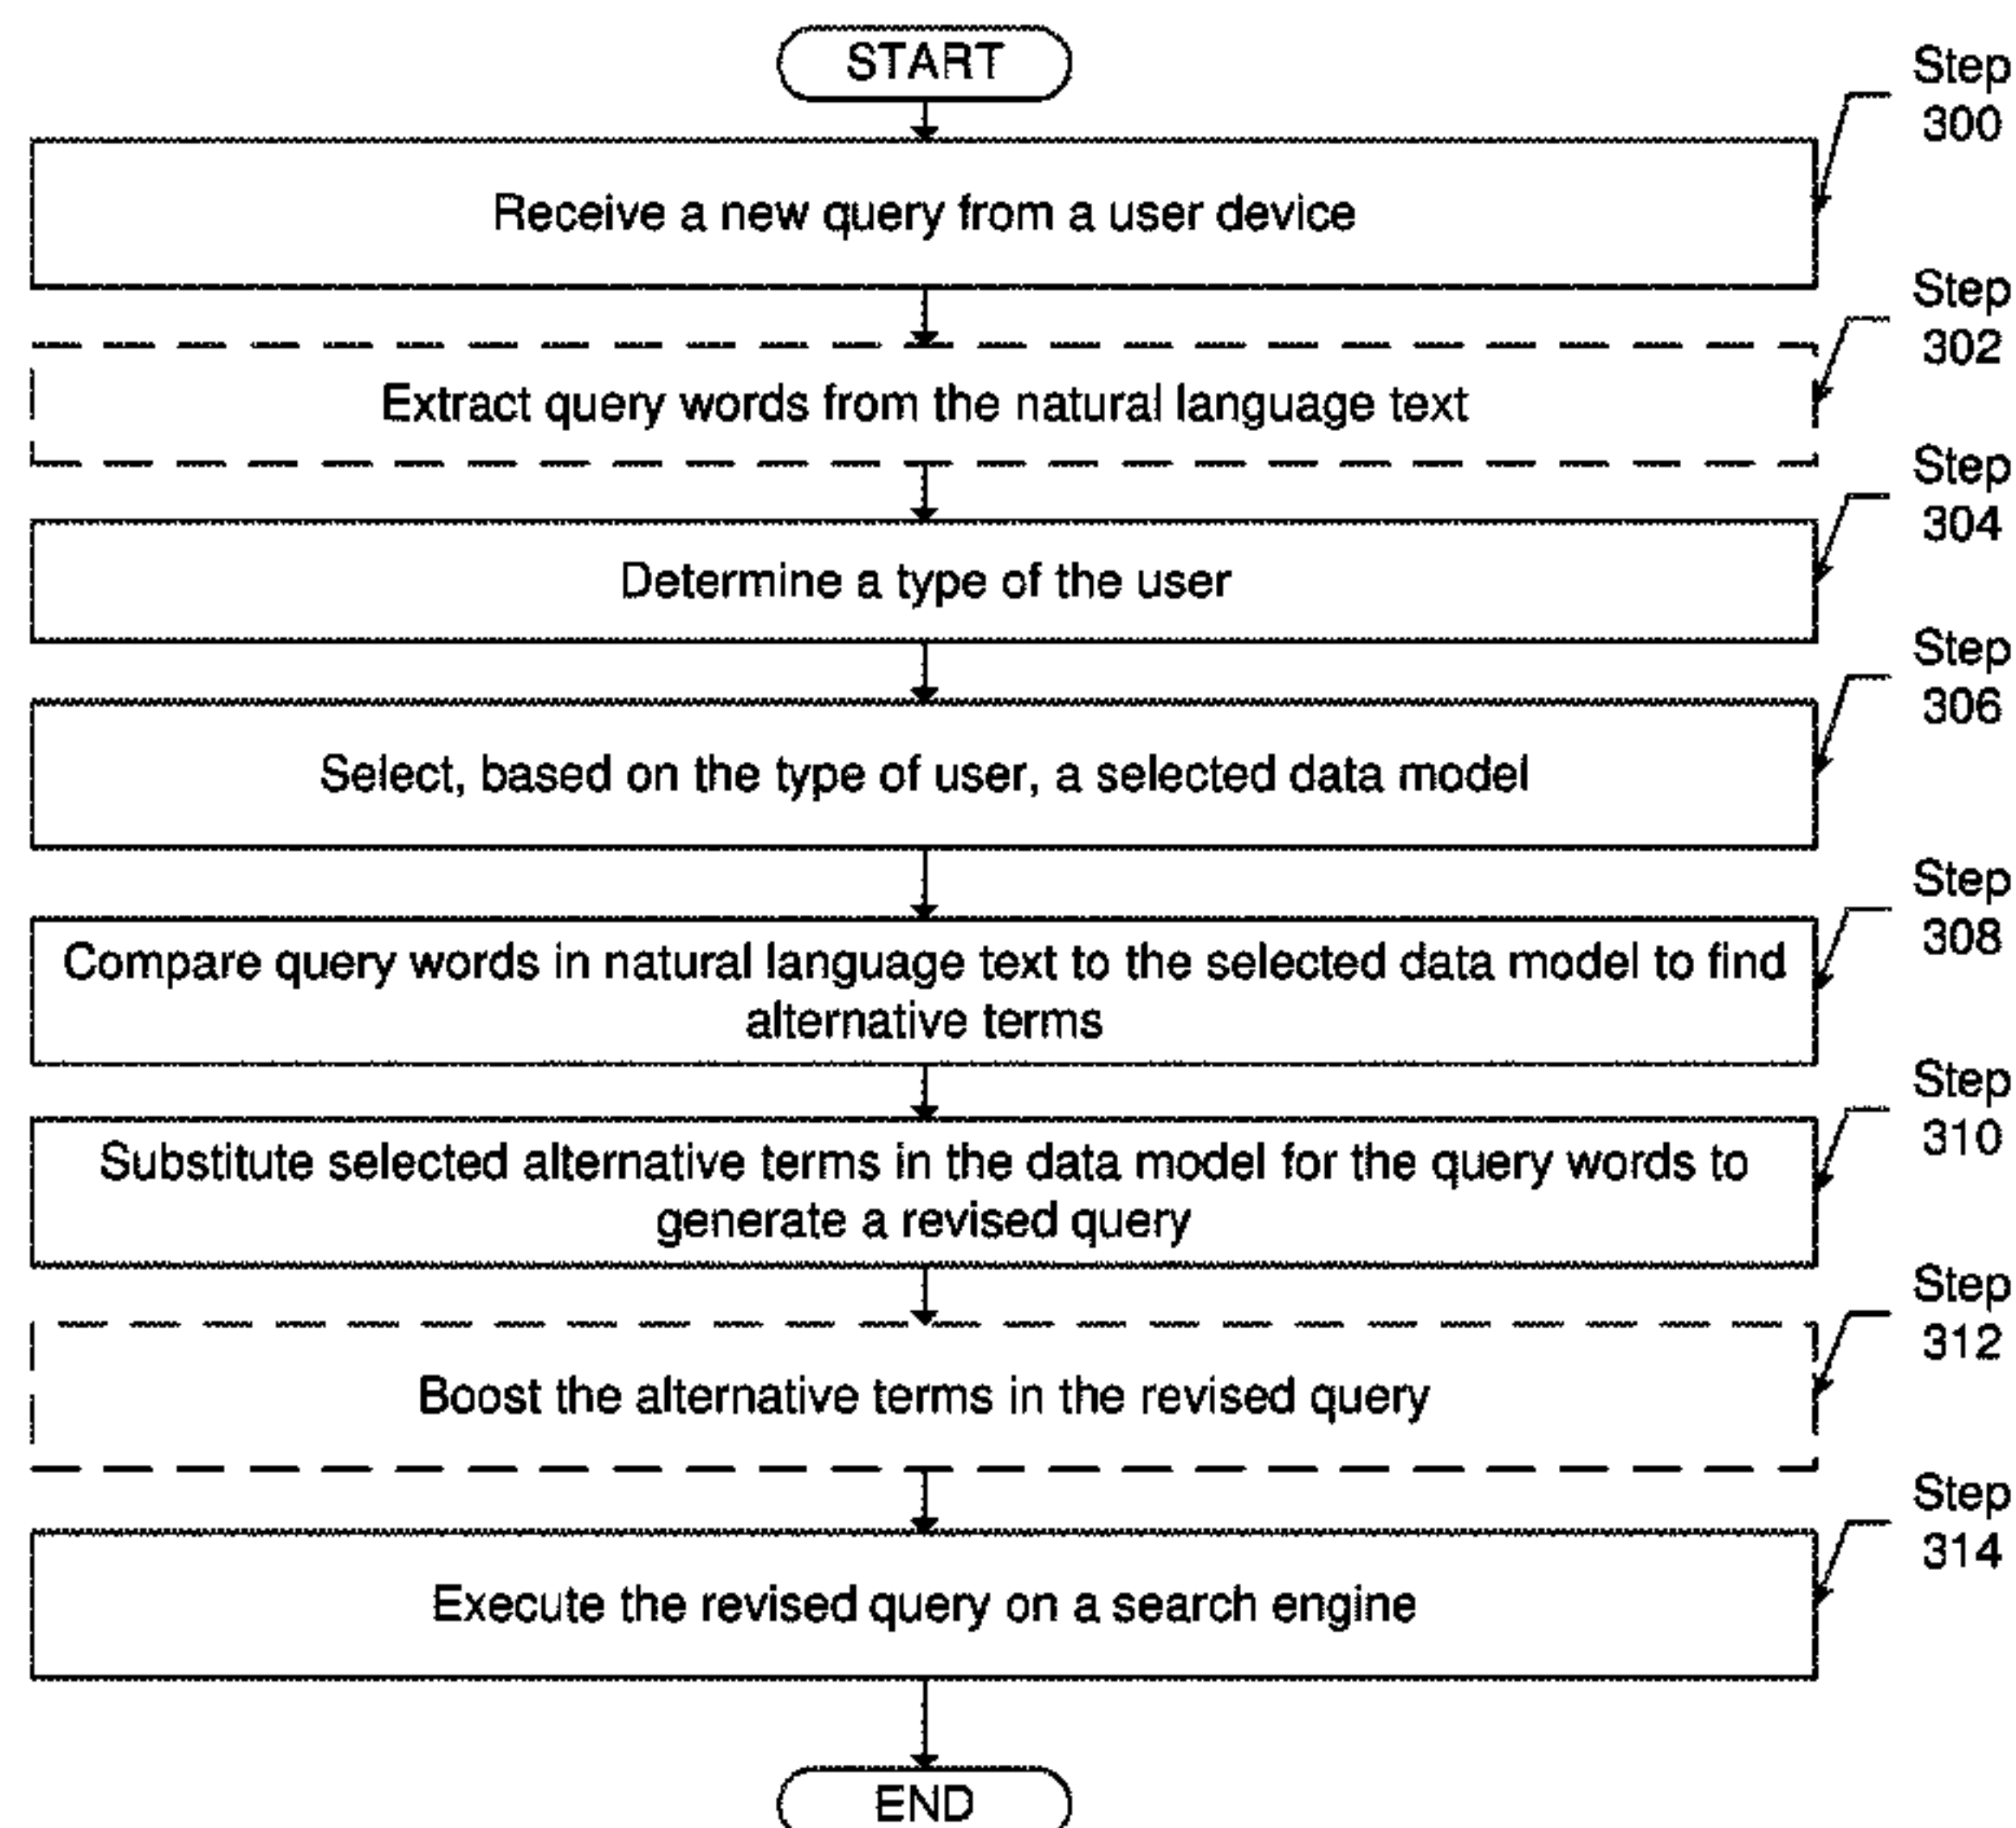 START
Step
300
Receive a new query from a user device
Step
302
Extract query words from the natural language text
Step
304
Determine a type of the user
Step
306
Select, based on the type of user, a selected data model
Step
308
Compare query words in natural language text to the selected data model to find
alternative terms
Step
310
Substitute selected alternative terms in the data model for the query words to
generate a revised query
Step
312
Boost the alternative terms in the revised query
Step
314
Execute the revised query on a search engine
END